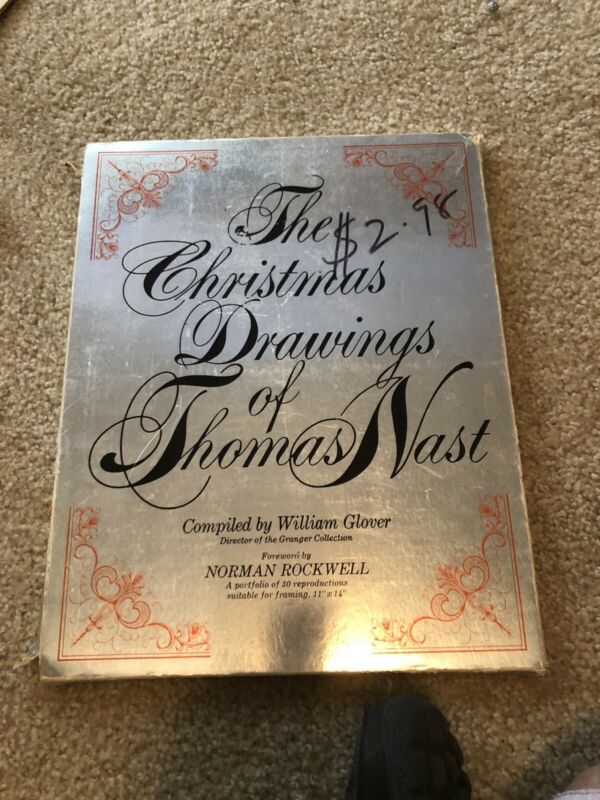 The
$2.98
Christmas
Drawings
of
Thomas Nast
Compiled by William Glover
Director of the Granger Collection
Foreword by
NORMAN ROCKWELL
A portfolio of 30 reproductions
suitable for framing, 11" x 14"